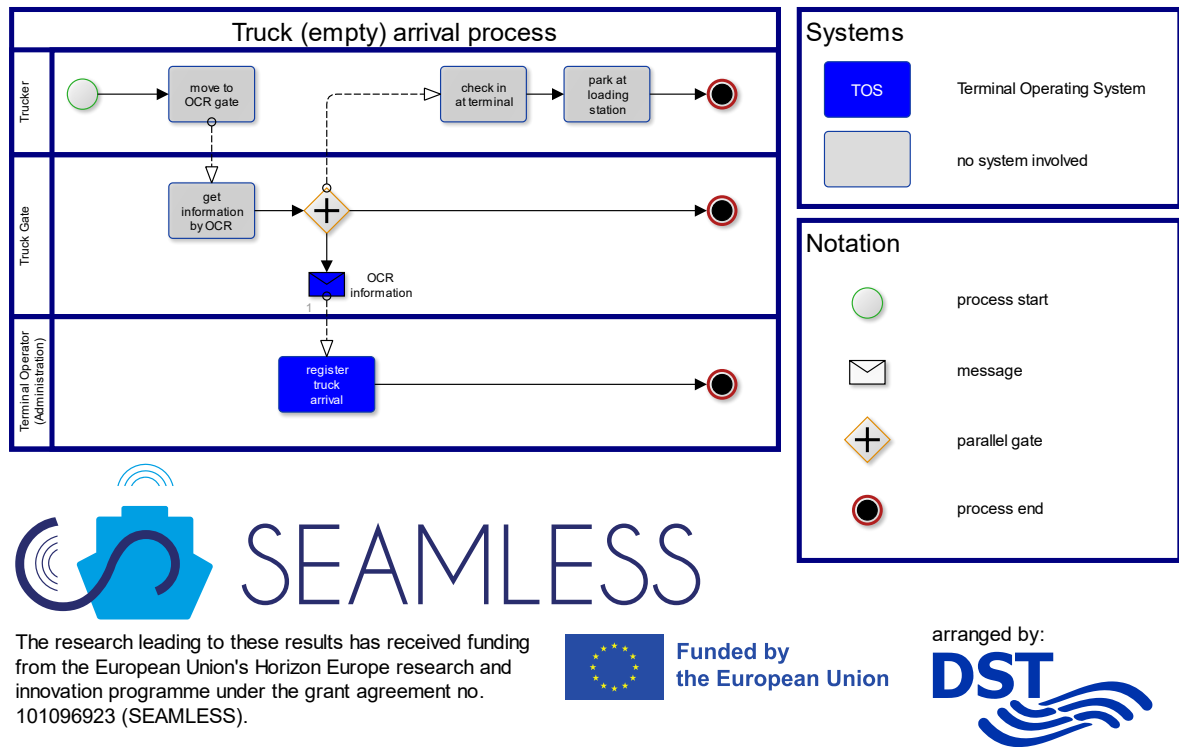 Truck (empty) arrival process
Trucker
move to
OCR gate
check in
at terminal
park at
loading
station
Truck Gate
get
information
by OCR
OCR
information
1
Terminal Operator
(Administration)
register
truck
arrival
Systems
TOS
Terminal Operating System
no system involved
Notation
process start
message
parallel gate
process end
SEAMLESS
The research leading to these results has received funding
from the European Union's Horizon Europe research and
innovation programme under the grant agreement no.
101096923 (SEAMLESS).
Funded by
the European Union
arranged by:
DST